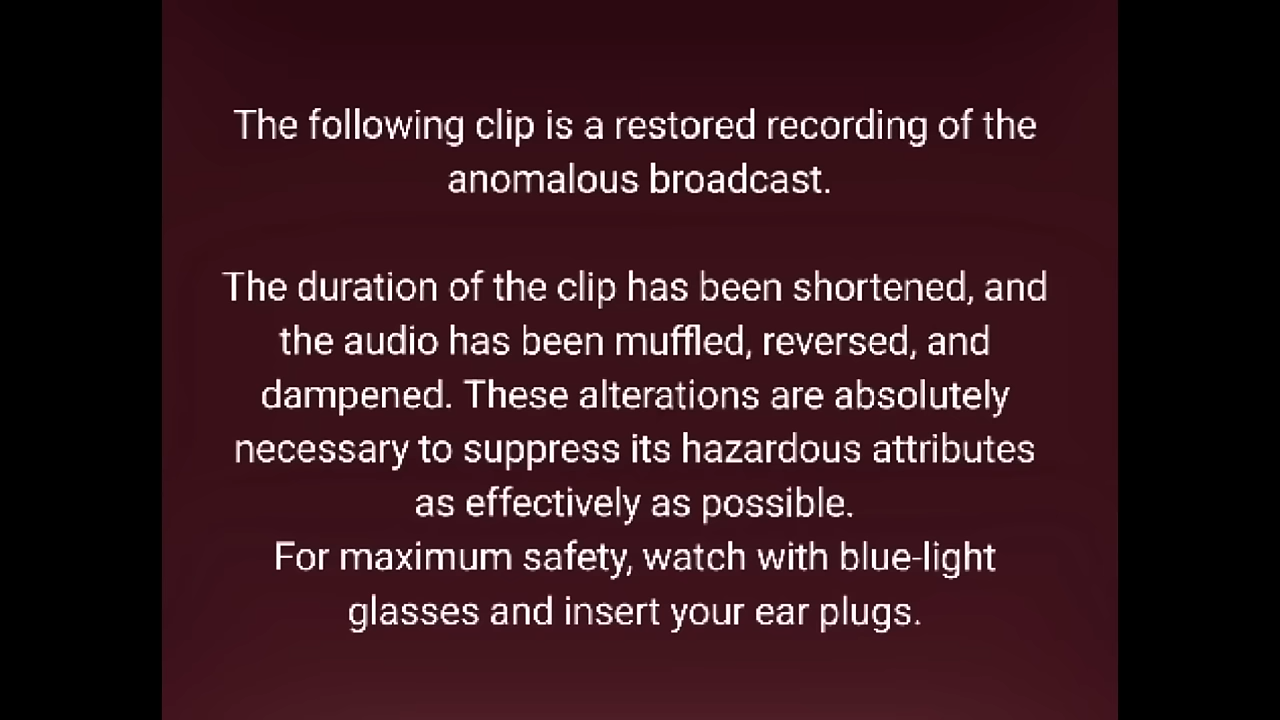 The following clip is a restored recording of the
anomalous broadcast.
The duration of the clip has been shortened, and
the audio has been muffled, reversed, and
dampened. These alterations are absolutely
necessary to suppress its hazardous attributes
as effectively as possible.
For maximum safety, watch with blue-light
glasses and insert your ear plugs.